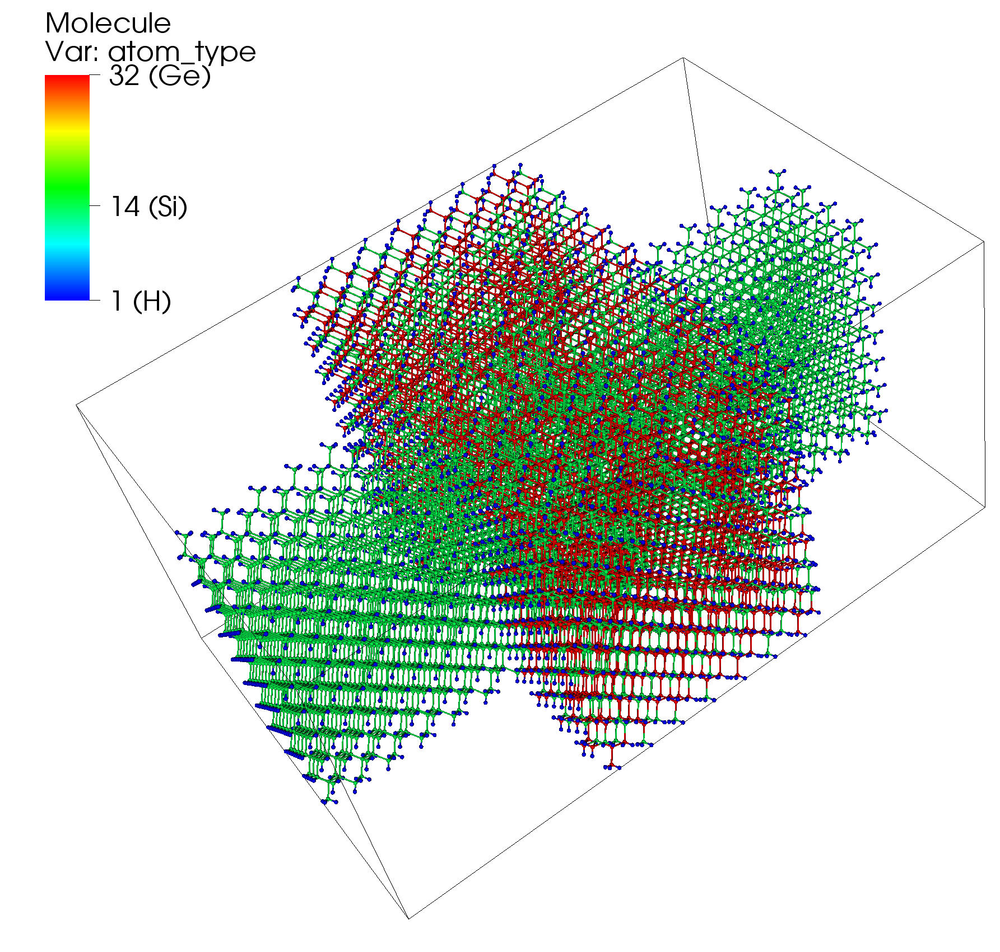 Molecule
Var: atom_type
32 (Ge)
14 (Si)
1 (H)